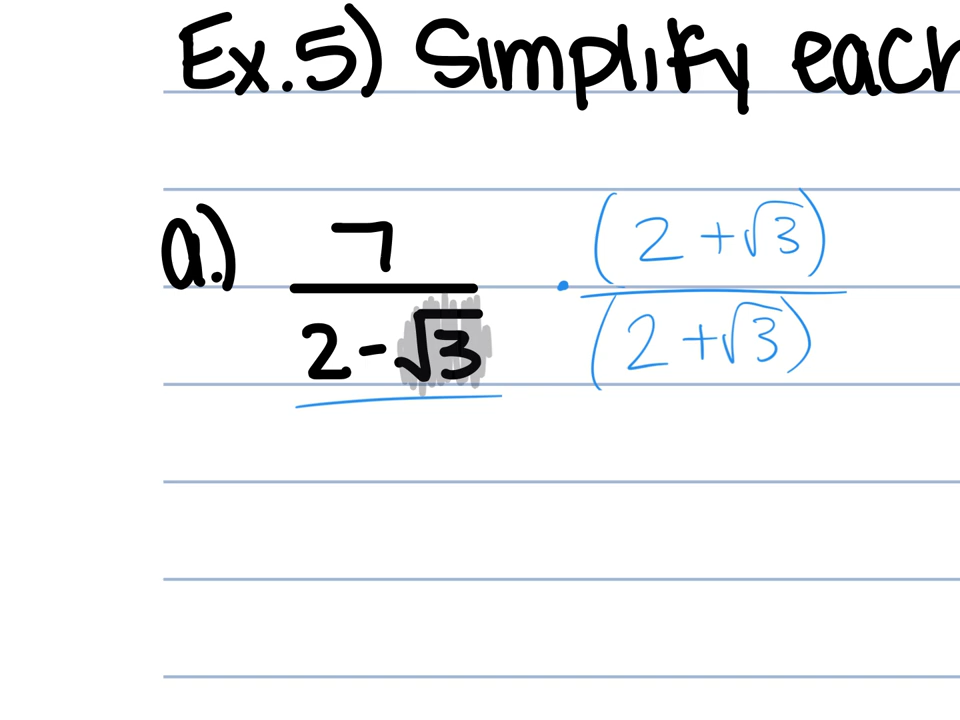 Ex.5) Simplify each
a.) 7 / (2 - √3) · (2 + √3) / (2 + √3)